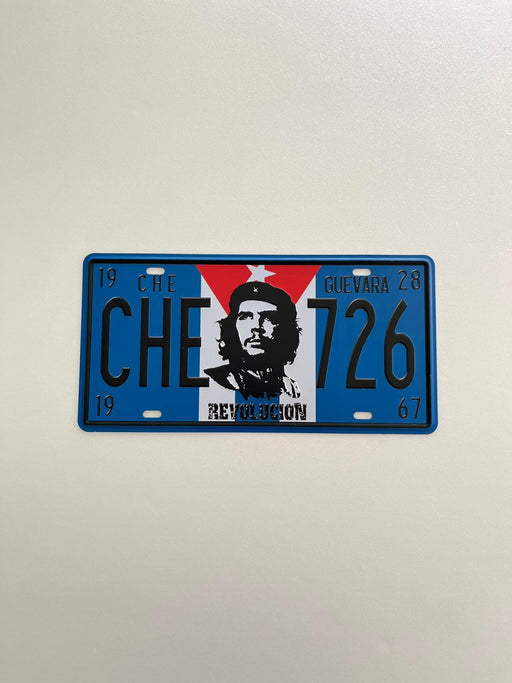 19 CHE GUEVARA 28
CHE 726
19 REVOLUCION 67